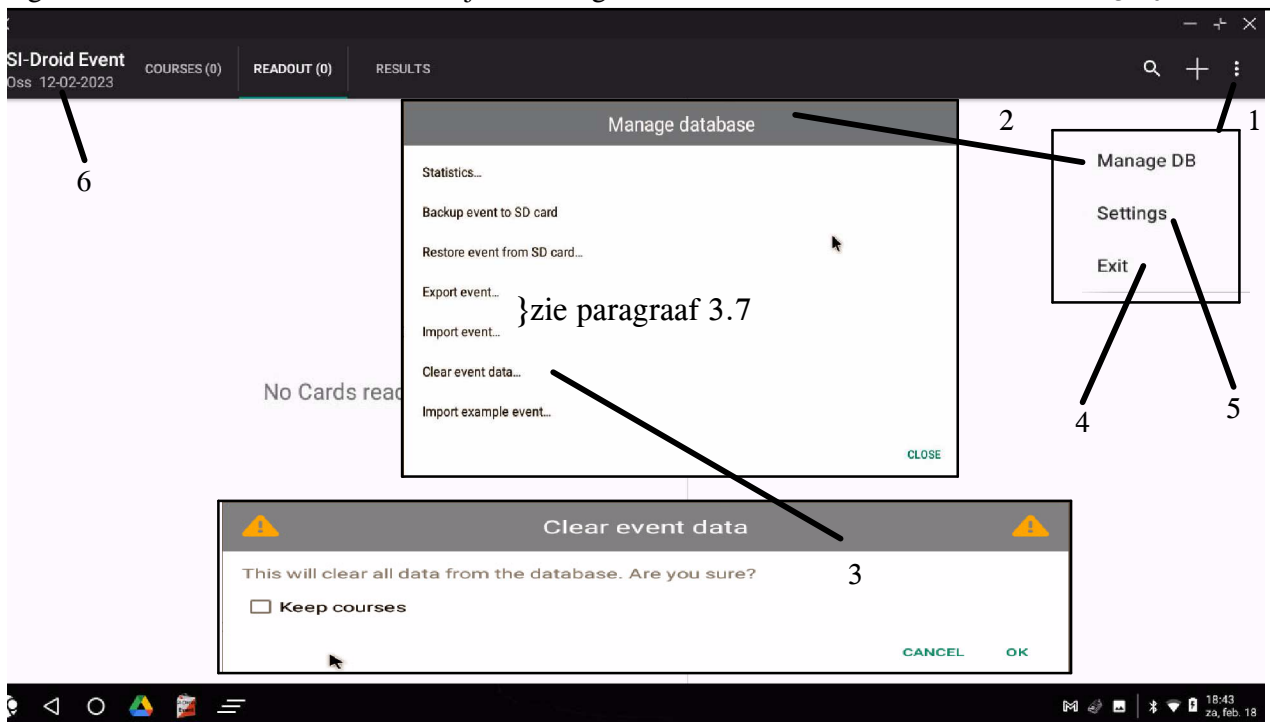 SI-Droid Event
Oss 12-02-2023
COURSES (0) READOUT (0) RESULTS
1
Manage DB
Settings
Exit
2
Manage database
Statistics...
Backup event to SD card
Restore event from SD card...
Export event...
}zie paragraaf 3.7
Import event...
Clear event data...
Import example event...
CLOSE
6
No Cards read
4
5
Clear event data
This will clear all data from the database. Are you sure?
3
Keep courses
CANCEL OK
18:43
za, feb. 18